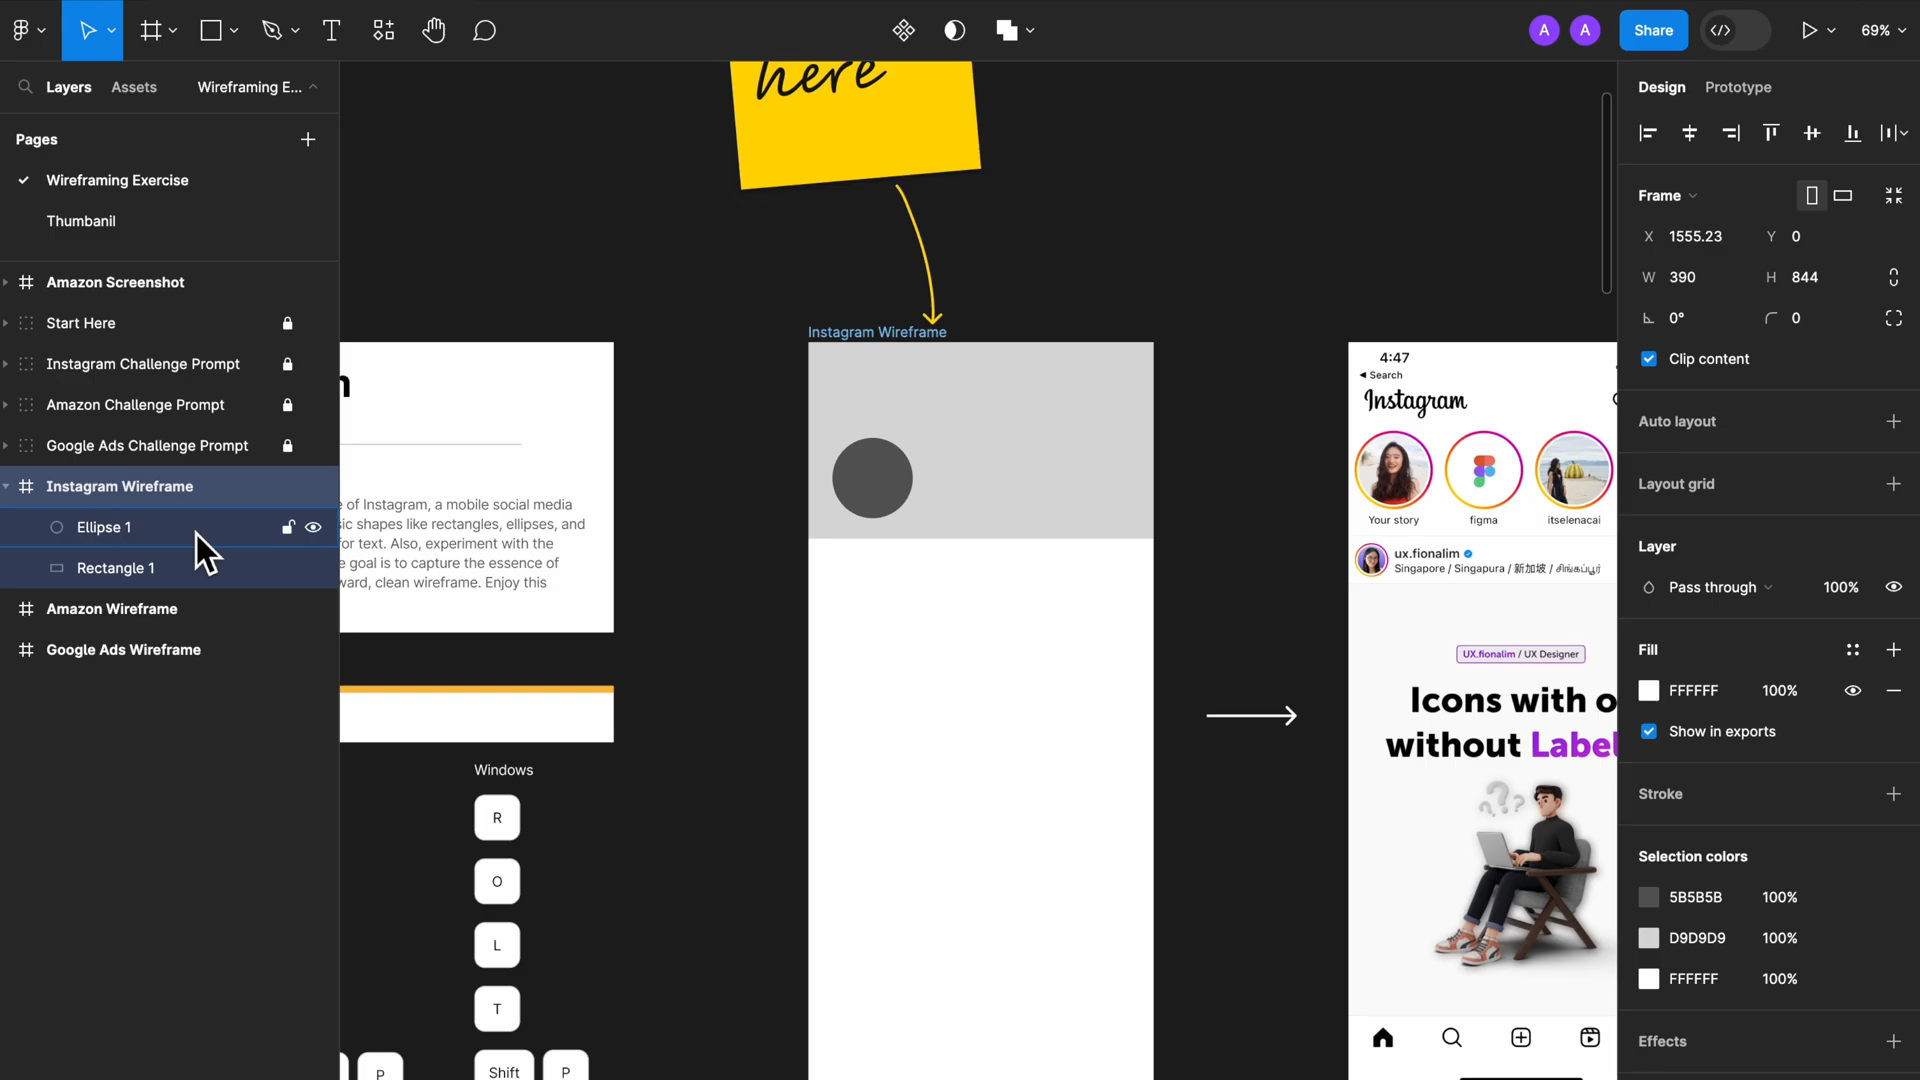 A
A
Share
69%
Layers
Assets
Wireframing E...
Design
Prototype
Pages
Wireframing Exercise
Thumbanil
Amazon Screenshot
Start Here
Instagram Challenge Prompt
Amazon Challenge Prompt
Google Ads Challenge Prompt
Instagram Wireframe
Ellipse 1
Rectangle 1
Amazon Wireframe
Google Ads Wireframe
here
e of Instagram, a mobile social media
sic shapes like rectangles, ellipses, and
for text. Also, experiment with the
e goal is to capture the essence of
ward, clean wireframe. Enjoy this
Windows
R
O
L
T
P
Shift
P
Instagram Wireframe
4:47
Search
Instagram
Your story
figma
itselenacai
ux.fionalim
Singapore / Singapura / 新加坡 / சிங்கப்பூர்
UX.fionalim / UX Designer
Icons with o
without Label
Frame
X 1555.23 Y 0
W 390 H 844
0° 0
Clip content
Auto layout
Layout grid
Layer
Pass through 100%
Fill
FFFFFF 100%
Show in exports
Stroke
Selection colors
5B5B5B 100%
D9D9D9 100%
FFFFFF 100%
Effects